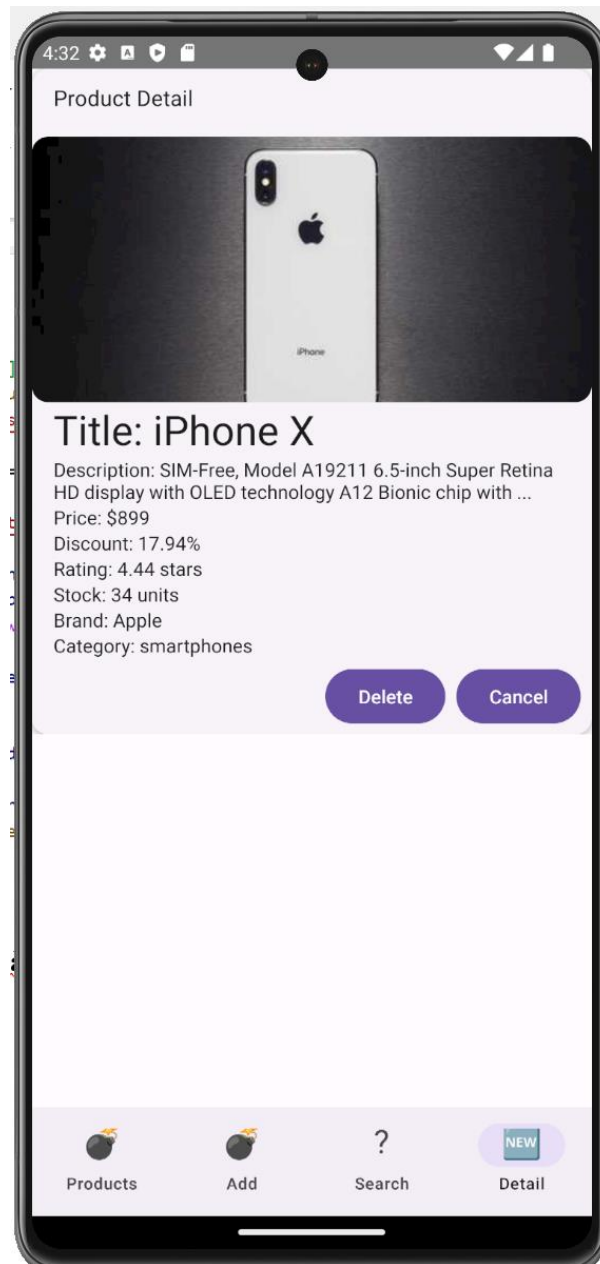 4:32
Product Detail
iPhone
Title: iPhone X
Description: SIM-Free, Model A19211 6.5-inch Super Retina
HD display with OLED technology A12 Bionic chip with ...
Price: $899
Discount: 17.94%
Rating: 4.44 stars
Stock: 34 units
Brand: Apple
Category: smartphones
Delete Cancel
? NEW
Products Add Search Detail